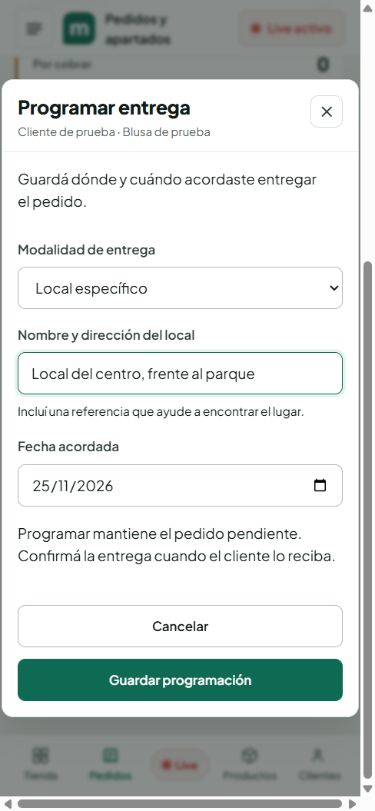 Pedidos y
apartados
Live activo
Por cobrar
0
Programar entrega
Cliente de prueba · Blusa de prueba
Guardá dónde y cuándo acordaste entregar
el pedido.
Modalidad de entrega
Local específico
Nombre y dirección del local
Local del centro, frente al parque
Incluí una referencia que ayude a encontrar el lugar.
Fecha acordada
25/11/2026
Programar mantiene el pedido pendiente.
Confirmá la entrega cuando el cliente lo reciba.
Cancelar
Guardar programación
Tienda
Pedidos
Live
Productos
Clientes